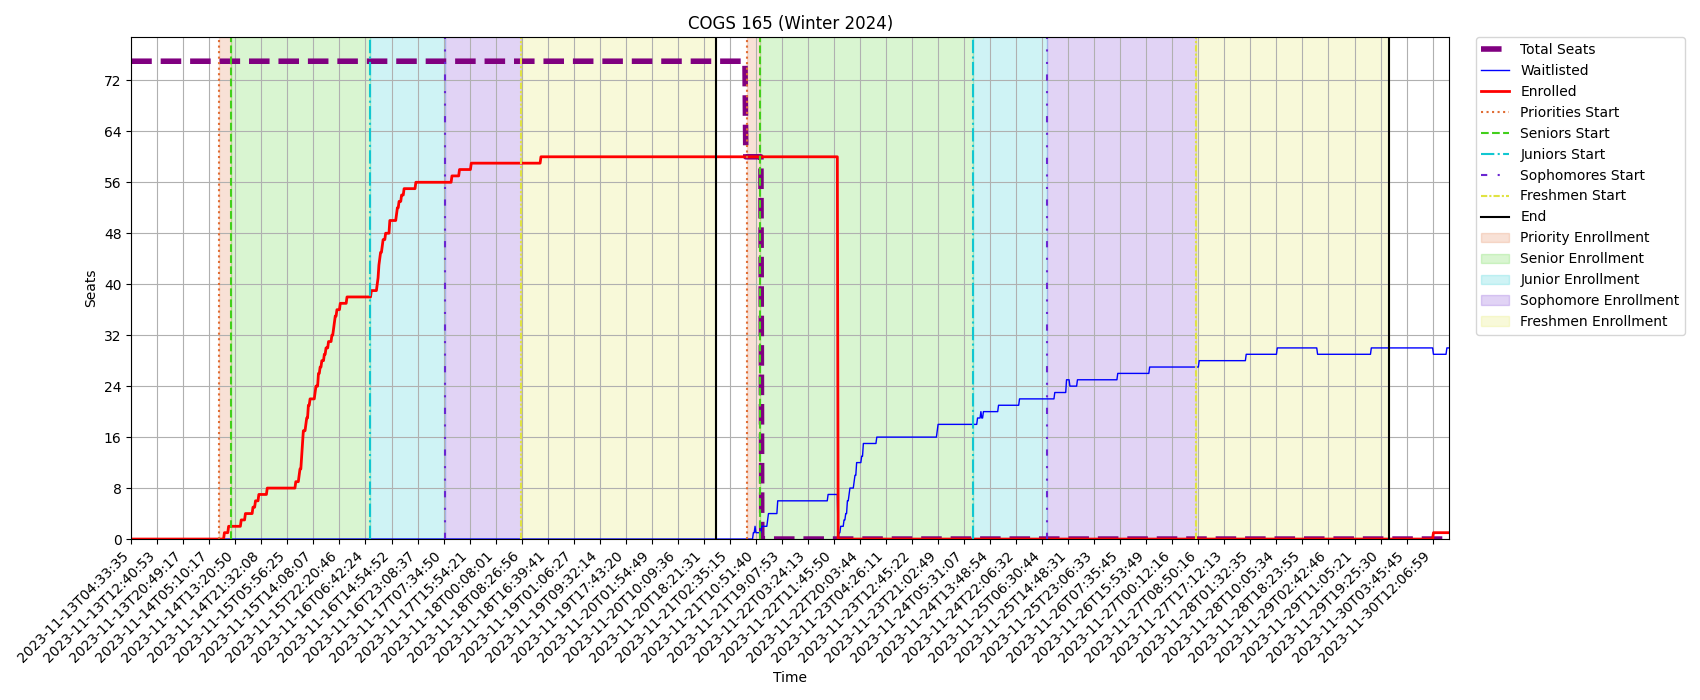 COGS 165 (Winter 2024)
Seats
72
64
56
48
40
32
24
16
8
0
2023-11-13T04:33:35
2023-11-13T12:40:53
2023-11-13T20:49:17
2023-11-14T05:10:17
2023-11-14T13:20:50
2023-11-14T21:32:08
2023-11-15T05:56:25
2023-11-15T14:08:07
2023-11-15T22:20:46
2023-11-16T06:42:24
2023-11-16T14:54:52
2023-11-16T23:08:37
2023-11-17T07:34:50
2023-11-17T15:54:21
2023-11-18T00:08:01
2023-11-18T08:26:56
2023-11-18T16:39:41
2023-11-19T01:06:27
2023-11-19T09:32:14
2023-11-19T17:43:20
2023-11-20T01:54:49
2023-11-20T10:09:36
2023-11-20T18:21:31
2023-11-21T02:35:15
2023-11-21T10:51:40
2023-11-21T19:07:53
2023-11-22T03:24:13
2023-11-22T11:45:50
2023-11-22T20:03:44
2023-11-23T04:26:11
2023-11-23T12:45:22
2023-11-23T21:02:49
2023-11-24T05:31:07
2023-11-24T13:48:54
2023-11-24T22:06:32
2023-11-25T06:30:44
2023-11-25T14:48:31
2023-11-25T23:06:33
2023-11-26T07:35:45
2023-11-26T15:53:49
2023-11-27T00:12:16
2023-11-27T08:50:16
2023-11-27T17:12:13
2023-11-28T01:32:35
2023-11-28T10:05:34
2023-11-28T18:23:55
2023-11-29T02:42:46
2023-11-29T11:05:21
2023-11-29T19:25:30
2023-11-30T03:45:45
2023-11-30T12:06:59
Time
Total Seats
Waitlisted
Enrolled
Priorities Start
Seniors Start
Juniors Start
Sophomores Start
Freshmen Start
End
Priority Enrollment
Senior Enrollment
Junior Enrollment
Sophomore Enrollment
Freshmen Enrollment